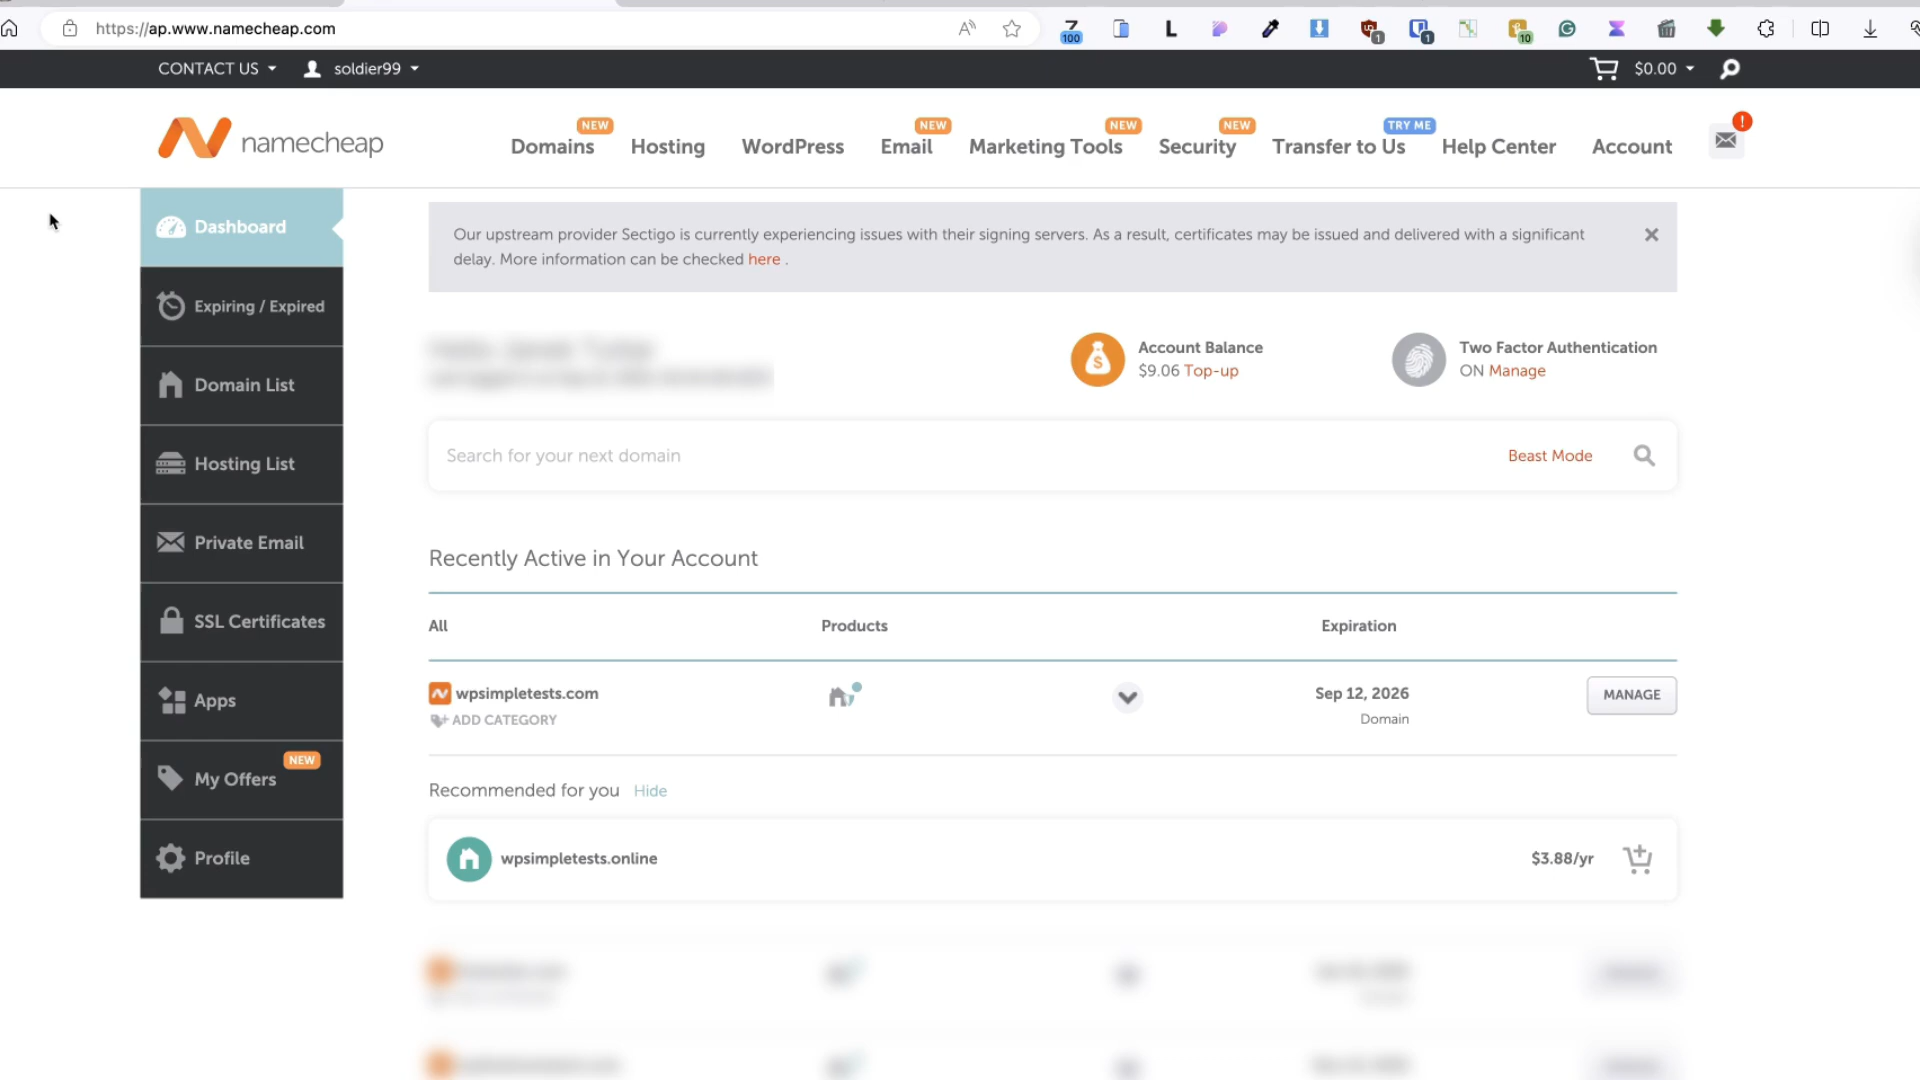 https://ap.www.namecheap.com
A
100
L
1
1
10
CONTACT US
soldier99
$0.00
namecheap
NEW
Domains
Hosting
WordPress
NEW
Email
NEW
Marketing Tools
NEW
Security
TRY ME
Transfer to Us
Help Center
Account
!
Dashboard
Expiring / Expired
Domain List
Hosting List
Private Email
SSL Certificates
Apps
NEW
My Offers
Profile
Our upstream provider Sectigo is currently experiencing issues with their signing servers. As a result, certificates may be issued and delivered with a significant
delay. More information can be checked here .
Account Balance
$9.06 Top-up
Two Factor Authentication
ON Manage
Search for your next domain
Beast Mode
Recently Active in Your Account
All
Products
Expiration
wpsimpletests.com
ADD CATEGORY
Sep 12, 2026
Domain
MANAGE
Recommended for you Hide
wpsimpletests.online
$3.88/yr